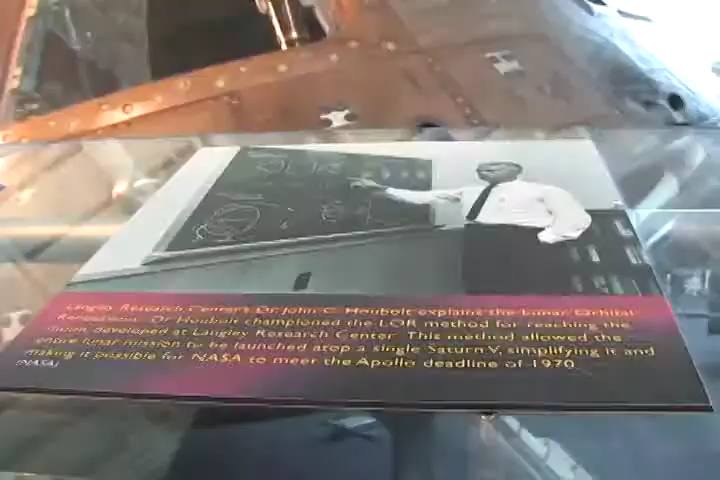 Langley Research Center's Dr. John C. Houbolt explains the Lunar Orbital
Rendezvous. Dr. Houbolt championed the LOR method for reaching the
moon, developed at Langley Research Center. This method allowed the
entire lunar mission to be launched atop a single Saturn V, simplifying it and
making it possible for NASA to meet the Apollo deadline of 1970
(NASA)